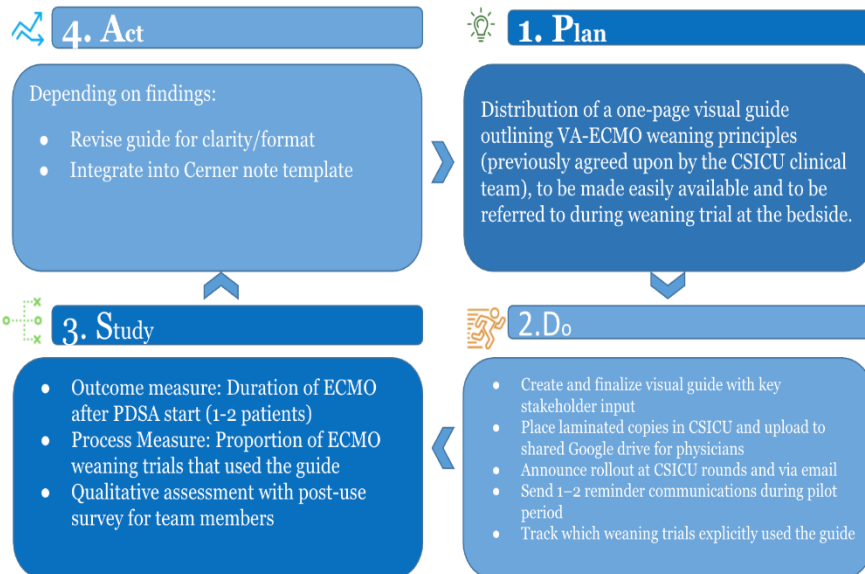 4. Act
Depending on findings:
● Revise guide for clarity/format
● Integrate into Cerner note template
1. Plan
Distribution of a one-page visual guide
outlining VA-ECMO weaning principles
(previously agreed upon by the CSICU clinical
team), to be made easily available and to be
referred to during weaning trial at the bedside.
3. Study
● Outcome measure: Duration of ECMO
after PDSA start (1-2 patients)
● Process Measure: Proportion of ECMO
weaning trials that used the guide
● Qualitative assessment with post-use
survey for team members
2.Do
● Create and finalize visual guide with key
stakeholder input
● Place laminated copies in CSICU and upload to
shared Google drive for physicians
● Announce rollout at CSICU rounds and via email
● Send 1–2 reminder communications during pilot
period
● Track which weaning trials explicitly used the guide